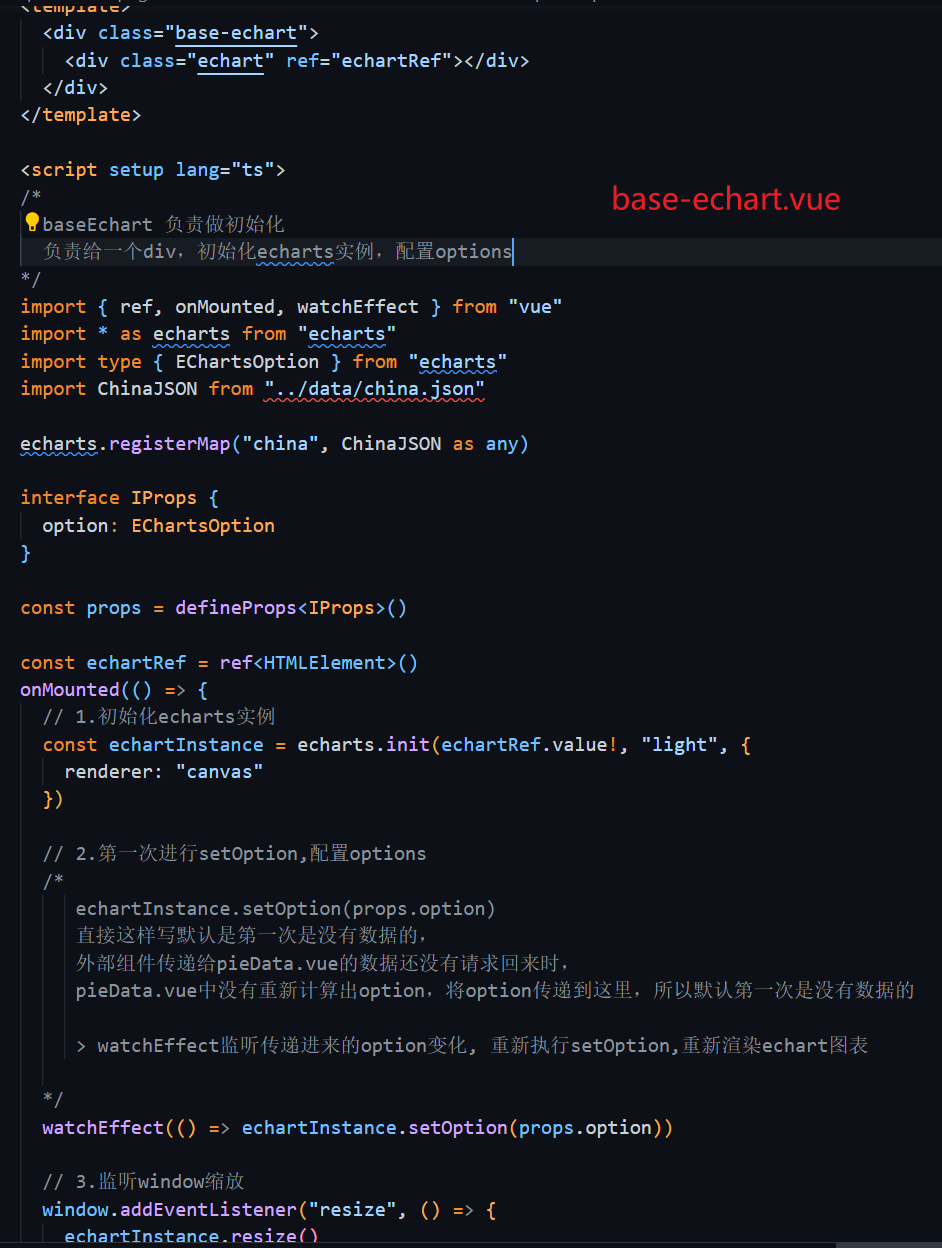 <template>
<div class="base-echart">
<div class="echart" ref="echartRef"></div>
</div>
</template>
<script setup lang="ts">
/*
base-echart.vue
baseEchart 负责做初始化
负责给一个div，初始化echarts实例，配置options
*/
import { ref, onMounted, watchEffect } from "vue"
import * as echarts from "echarts"
import type { EChartsOption } from "echarts"
import ChinaJSON from "../data/china.json"
echarts.registerMap("china", ChinaJSON as any)
interface IProps {
option: EChartsOption
}
const props = defineProps<IProps>()
const echartRef = ref<HTMLElement>()
onMounted(() => {
// 1.初始化echarts实例
const echartInstance = echarts.init(echartRef.value!, "light", {
renderer: "canvas"
})
// 2.第一次进行setOption,配置options
/*
echartInstance.setOption(props.option)
直接这样写默认是第一次是没有数据的，
外部组件传递给pieData.vue的数据还没有请求回来时，
pieData.vue中没有重新计算出option，将option传递到这里，所以默认第一次是没有数据的
> watchEffect监听传递进来的option变化, 重新执行setOption,重新渲染echart图表
*/
watchEffect(() => echartInstance.setOption(props.option))
// 3.监听window缩放
window.addEventListener("resize", () => {
echartInstance.resize()